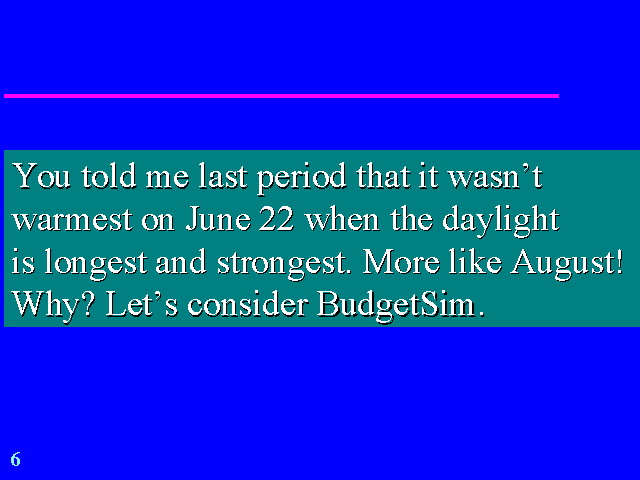 You told me last period that it wasn’t
warmest on June 22 when the daylight
is longest and strongest. More like August!
Why? Let’s consider BudgetSim.
6